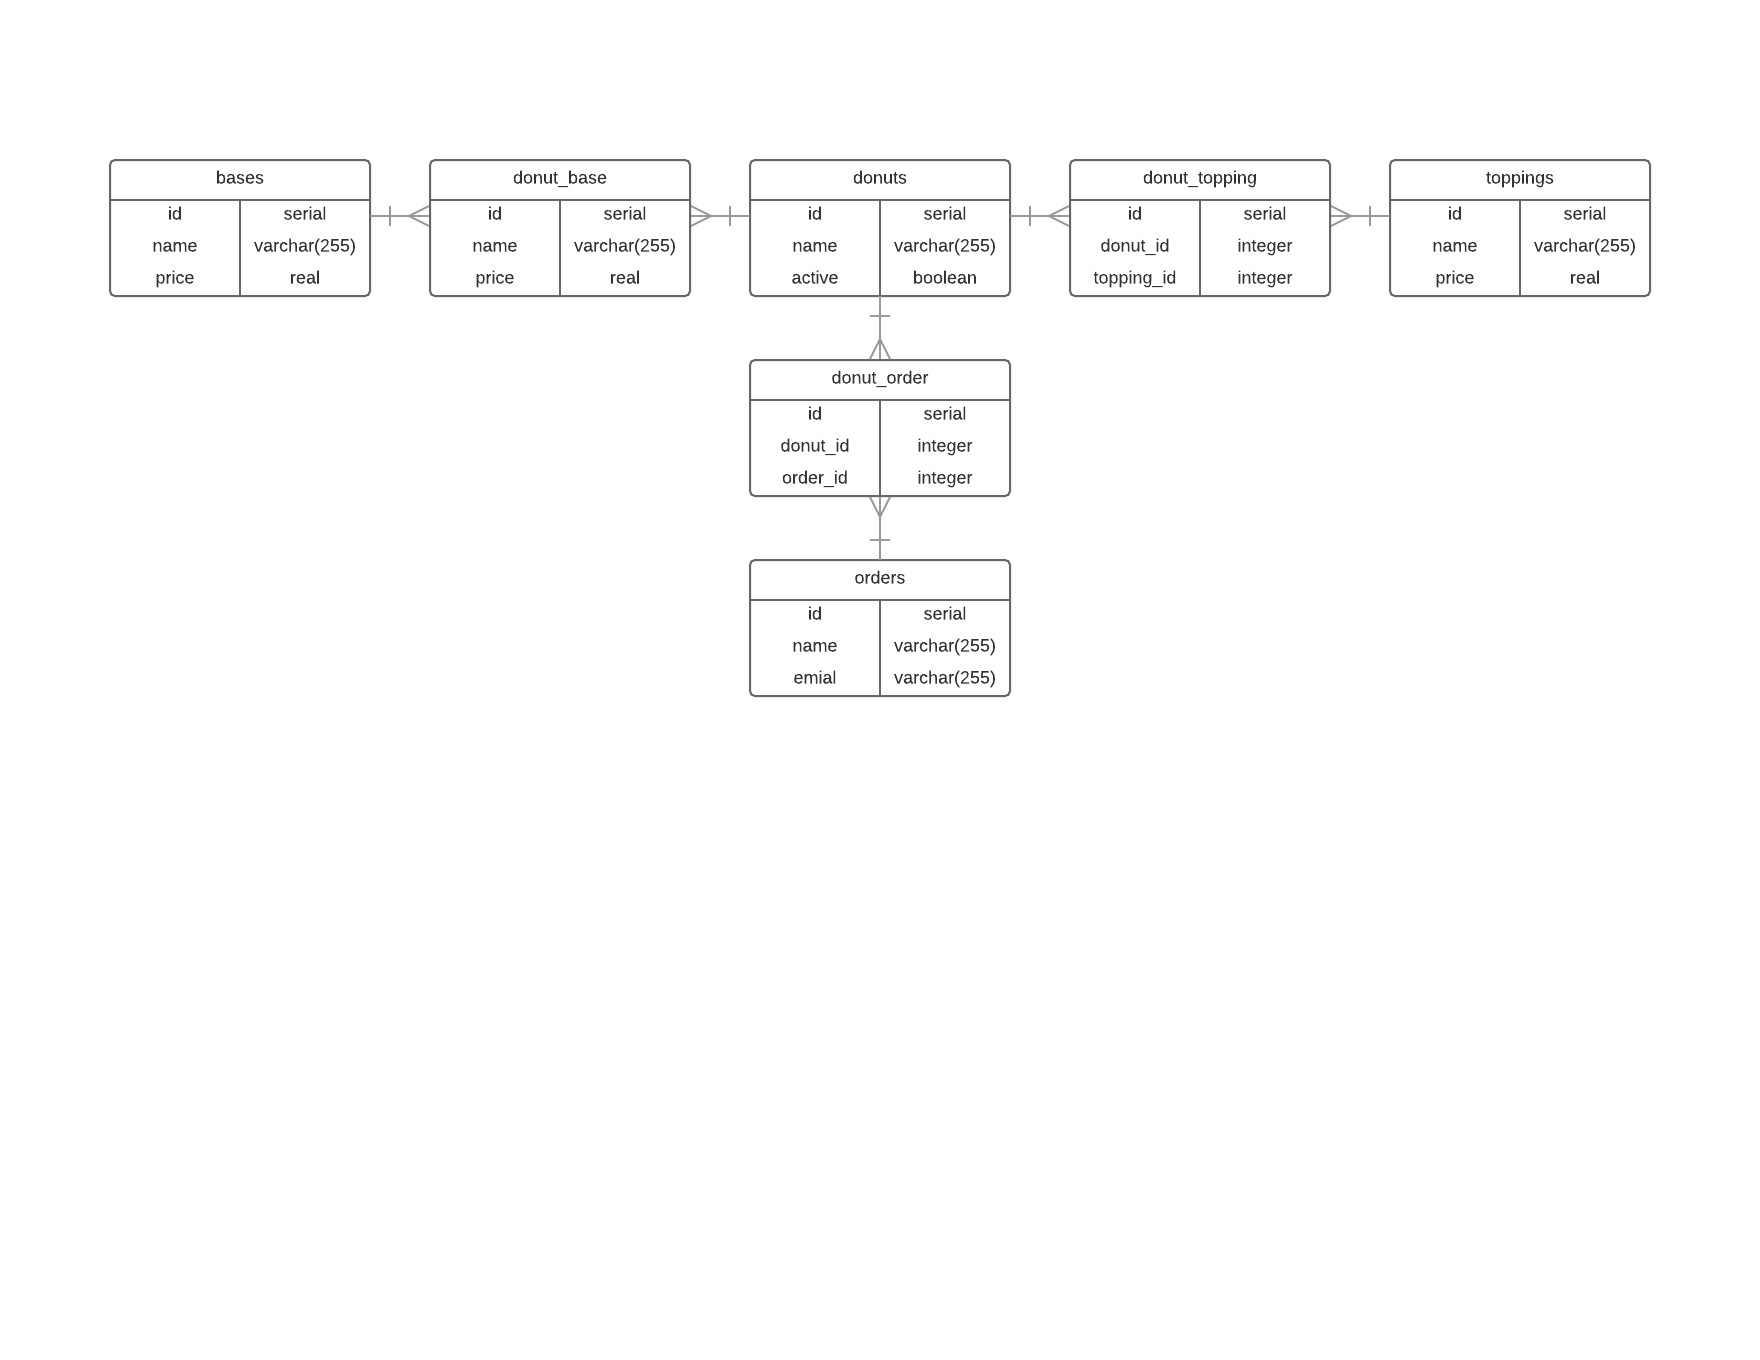 bases
id serial
name varchar(255)
price real
donut_base
id serial
name varchar(255)
price real
donuts
id serial
name varchar(255)
active boolean
donut_topping
id serial
donut_id integer
topping_id integer
toppings
id serial
name varchar(255)
price real
donut_order
id serial
donut_id integer
order_id integer
orders
id serial
name varchar(255)
emial varchar(255)